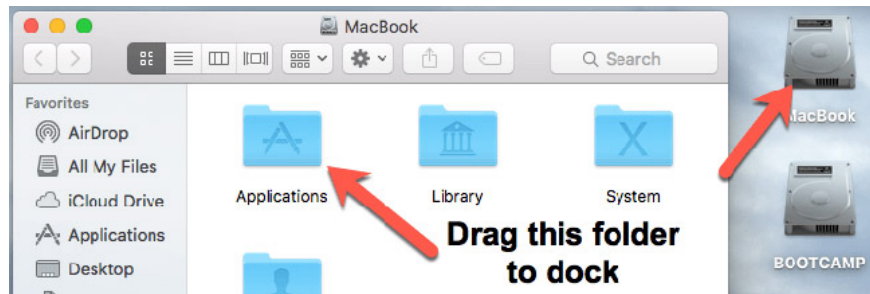 MacBook
Search
Favorites
AirDrop
All My Files
iCloud Drive
Applications
Desktop
Applications
Library
System
Drag this folder
to dock
MacBook
BOOTCAMP